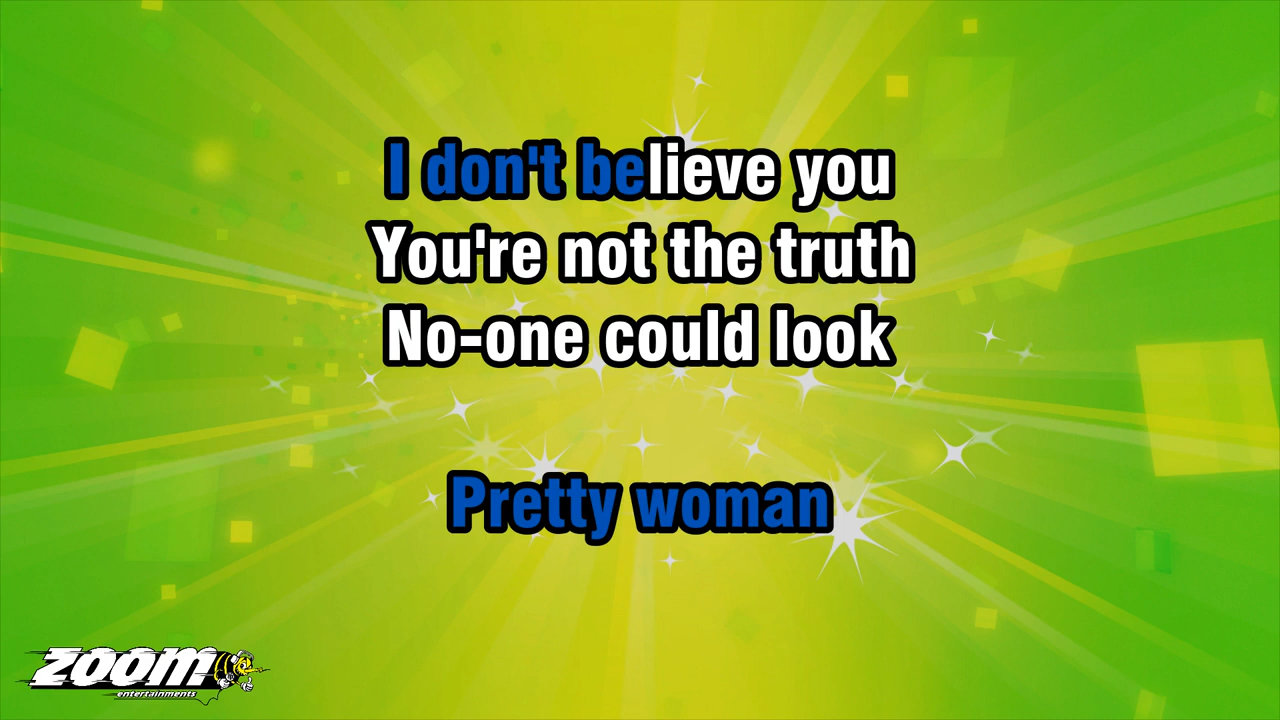 I don't believe you
You're not the truth
No-one could look
Pretty woman
zoom
entertainments